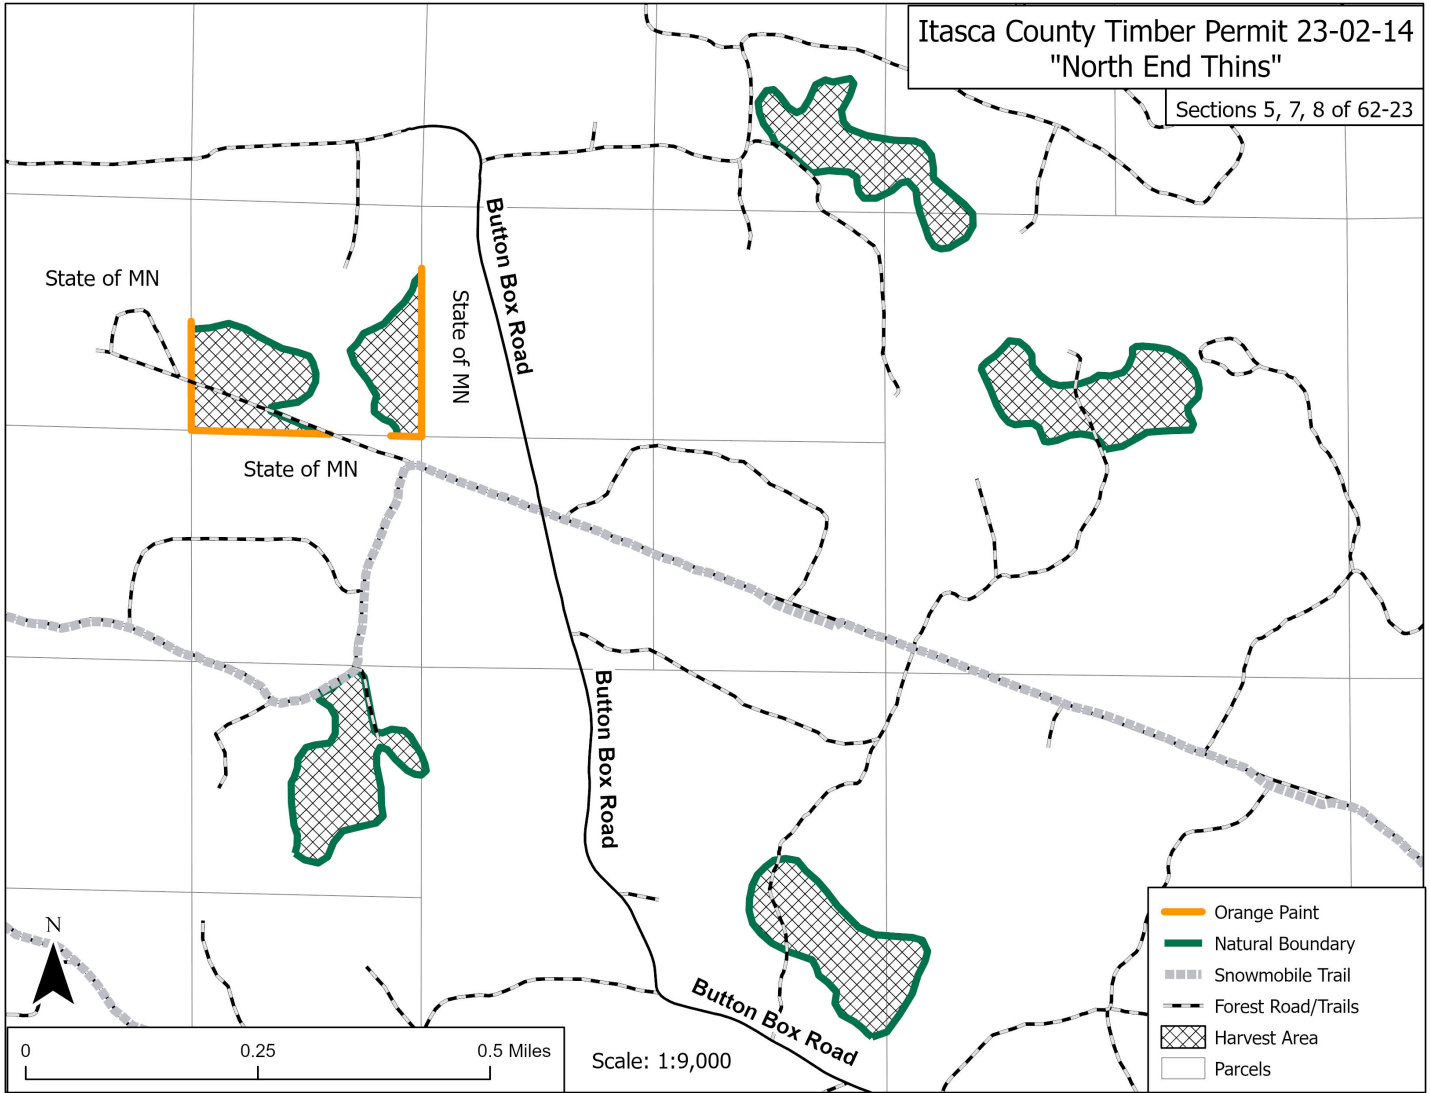 Itasca County Timber Permit 23-02-14
"North End Thins"
Sections 5, 7, 8 of 62-23
Button Box Road
State of MN
State of MN
State of MN
Button Box Road
Button Box Road
N
0 0.25 0.5 Miles
Scale: 1:9,000
Orange Paint
Natural Boundary
Snowmobile Trail
Forest Road/Trails
Harvest Area
Parcels